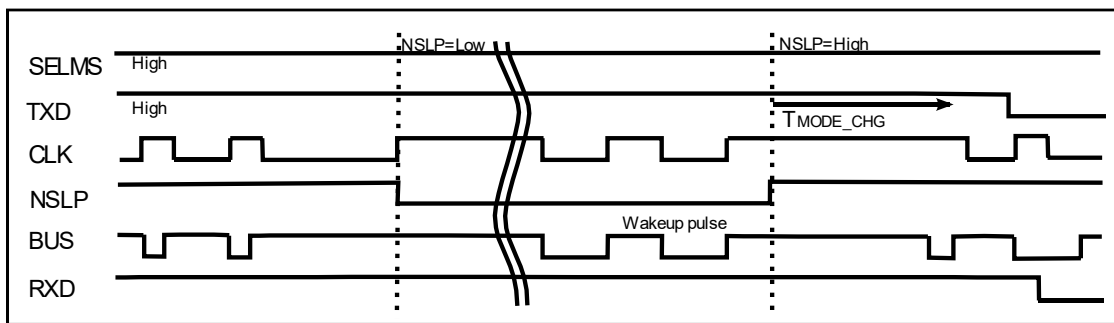 NSLP=Low
NSLP=High
SELMS
High
TXD
High
TMODE_CHG
CLK
NSLP
Wakeup pulse
BUS
RXD